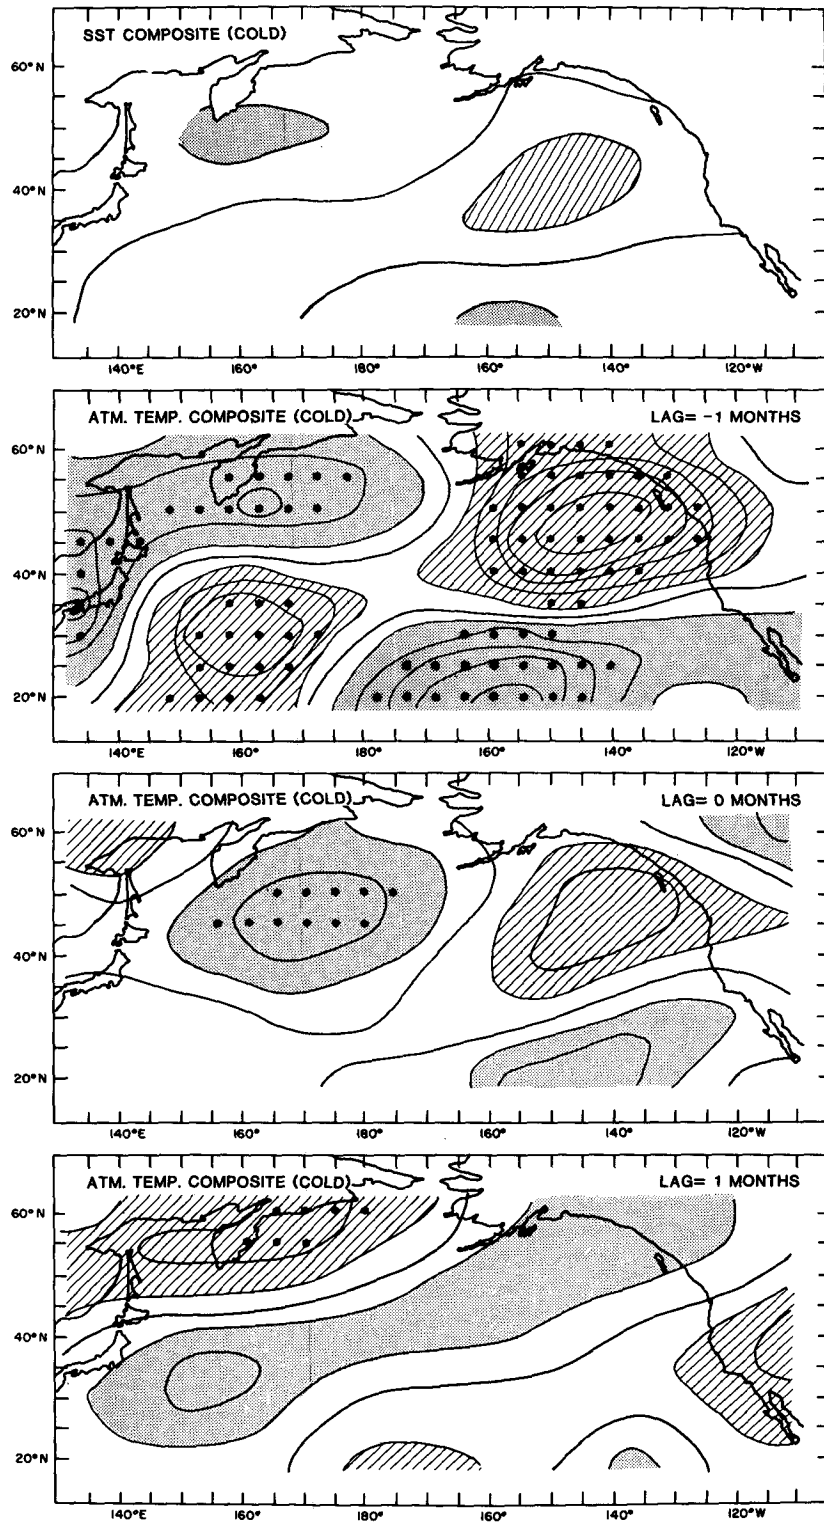 SST COMPOSITE (COLD)
60°N
40°N
20°N
140°E 160° 180° 160° 140° 120°W
ATM. TEMP. COMPOSITE (COLD) LAG= -1 MONTHS
60°N
40°N
20°N
140°E 160° 180° 160° 140° 120°W
ATM. TEMP. COMPOSITE (COLD) LAG= 0 MONTHS
60°N
40°N
20°N
140°E 160° 180° 160° 140° 120°W
ATM. TEMP. COMPOSITE (COLD) LAG= 1 MONTHS
60°N
40°N
20°N
140°E 160° 180° 160° 140° 120°W